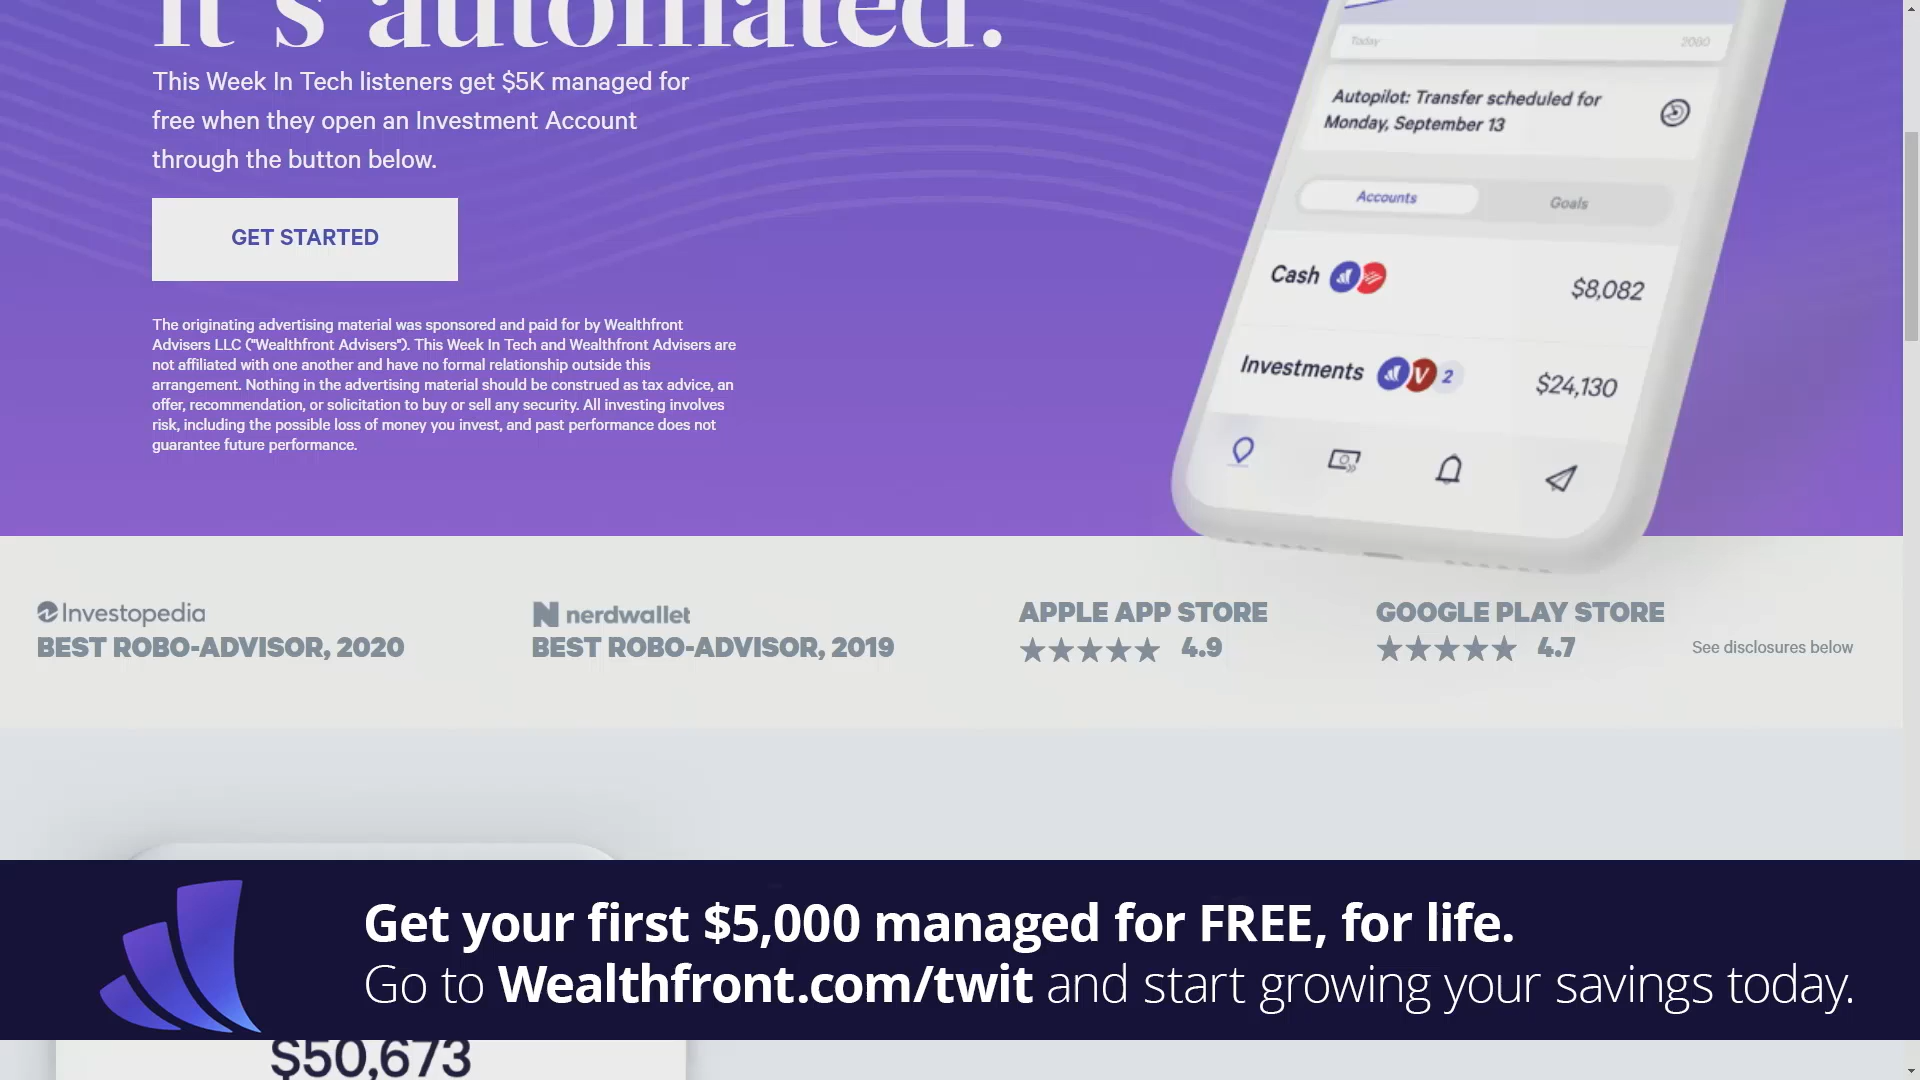 it's automated.
This Week In Tech listeners get $5K managed for
free when they open an Investment Account
through the button below.
GET STARTED
The originating advertising material was sponsored and paid for by Wealthfront
Advisers LLC ("Wealthfront Advisers"). This Week In Tech and Wealthfront Advisers are
not affiliated with one another and have no formal relationship outside this
arrangement. Nothing in the advertising material should be construed as tax advice, an
offer, recommendation, or solicitation to buy or sell any security. All investing involves
risk, including the possible loss of money you invest, and past performance does not
guarantee future performance.
Today 2080
Autopilot: Transfer scheduled for
Monday, September 13
Accounts Goals
Cash $8,082
Investments V 2 $24,130
Investopedia
BEST ROBO-ADVISOR, 2020
N nerdwallet
BEST ROBO-ADVISOR, 2019
APPLE APP STORE
★★★★★ 4.9
GOOGLE PLAY STORE
★★★★★ 4.7
See disclosures below
Get your first $5,000 managed for FREE, for life.
Go to Wealthfront.com/twit and start growing your savings today.
$50,673